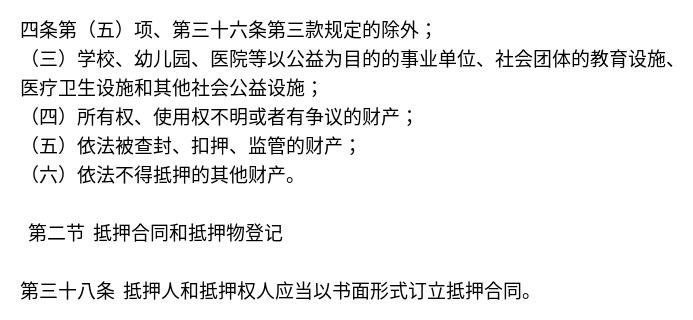 四条第（五）项、第三十六条第三款规定的除外；
（三）学校、幼儿园、医院等以公益为目的的事业单位、社会团体的教育设施、
医疗卫生设施和其他社会公益设施；
（四）所有权、使用权不明或者有争议的财产；
（五）依法被查封、扣押、监管的财产；
（六）依法不得抵押的其他财产。
第二节 抵押合同和抵押物登记
第三十八条 抵押人和抵押权人应当以书面形式订立抵押合同。